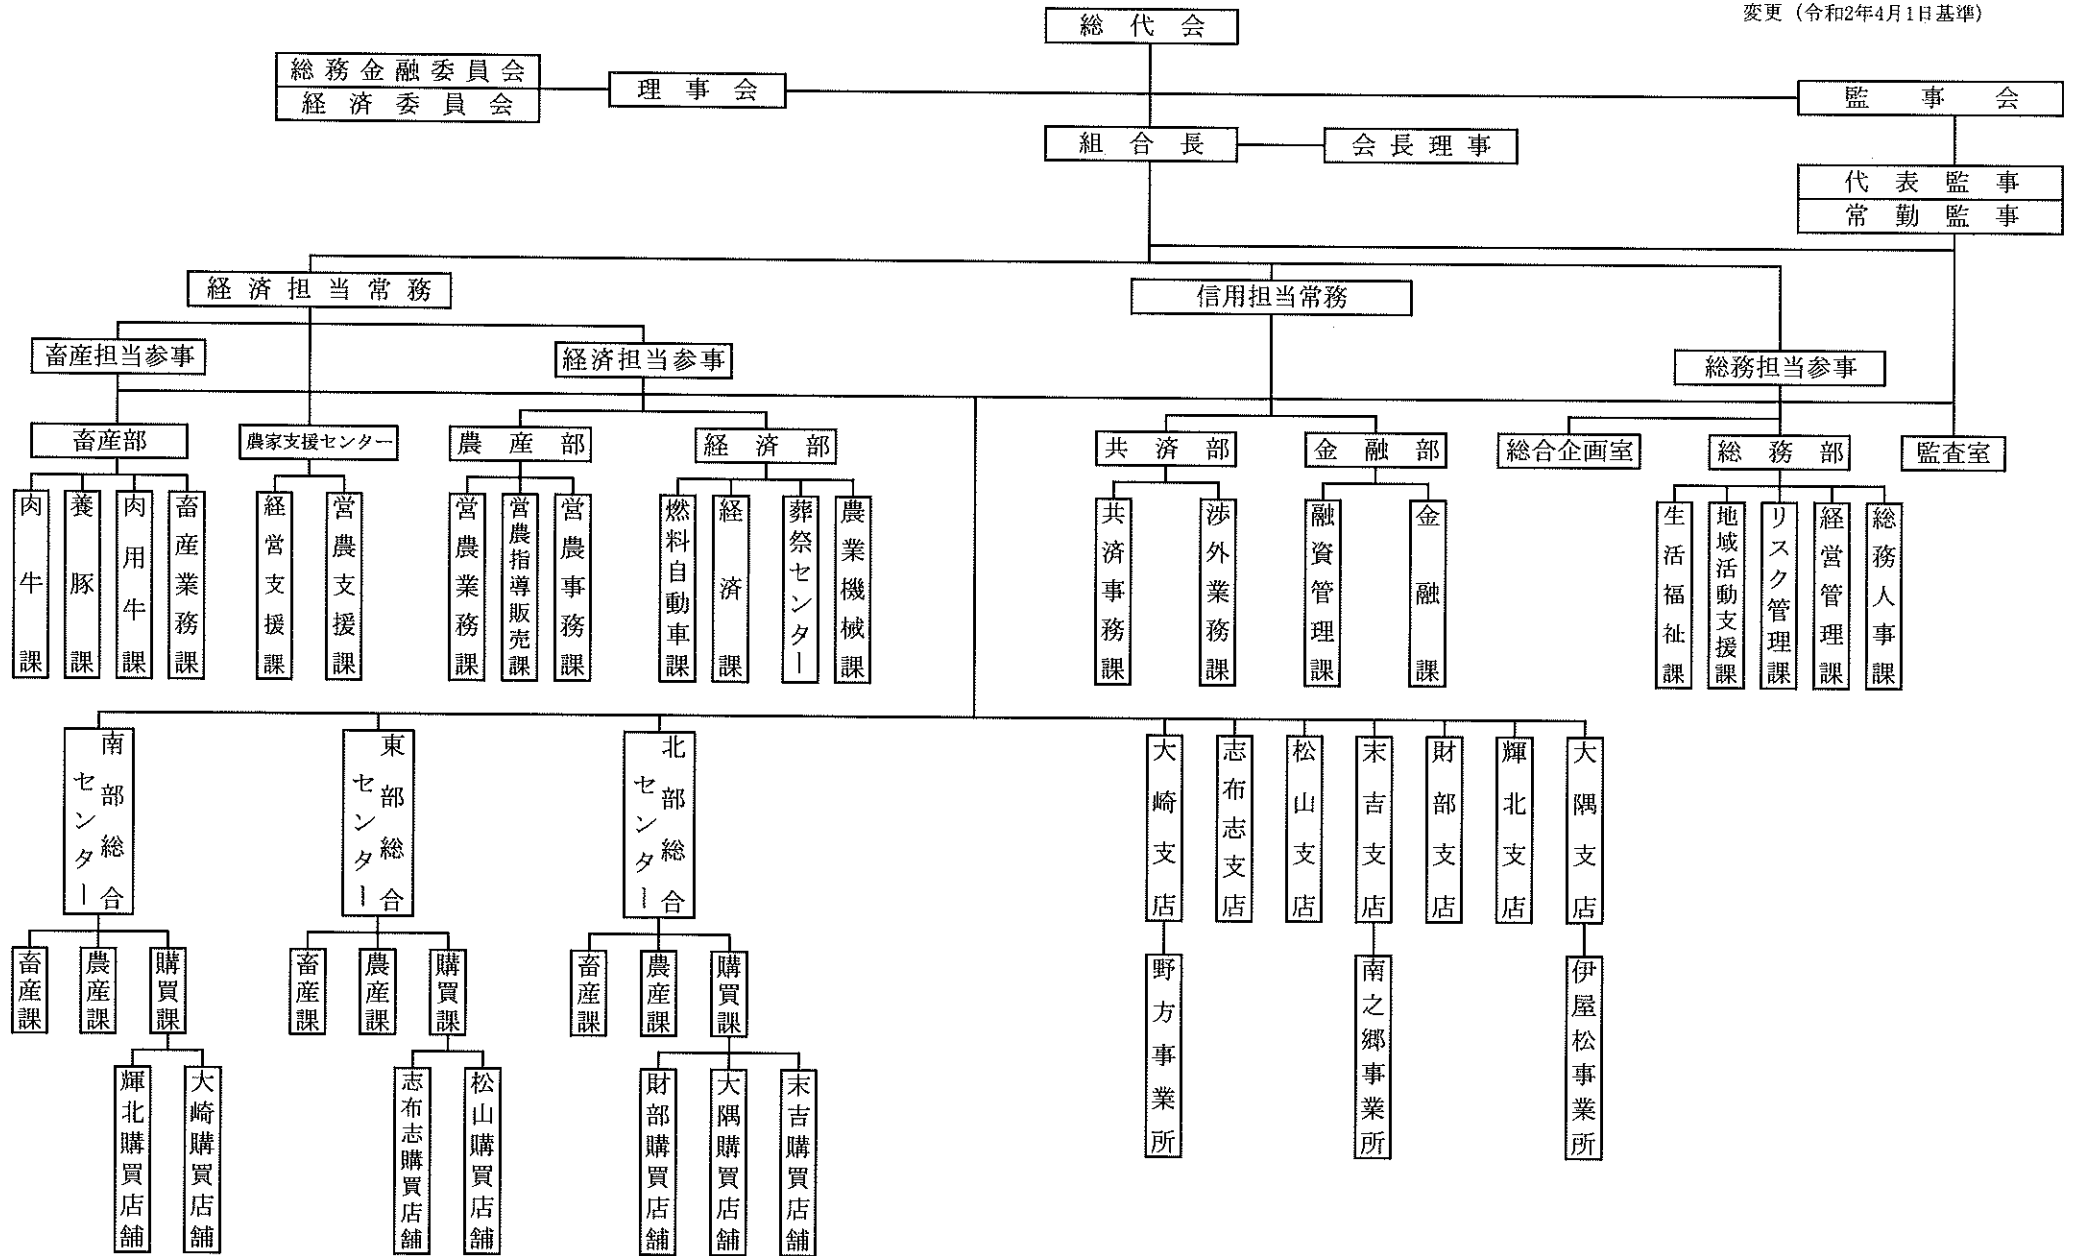 変更（令和2年4月1日基準）
総代会
総務金融委員会
経済委員会
理事会
監事会
組合長
会長理事
代表監事
常勤監事
経済担当常務
信用担当常務
畜産担当参事
経済担当参事
総務担当参事
畜産部
農家支援センター
農産部
経済部
共済部
金融部
総合企画室
総務部
監査室
肉牛課
養豚課
肉用牛課
畜産業務課
経営支援課
営農支援課
営農業務課
営農指導販売課
営農事務課
燃料自動車課
経済課
葬祭センター
農業機械課
共済事務課
渉外業務課
融資管理課
金融課
生活福祉課
地域活動支援課
リスク管理課
経営管理課
総務人事課
南部総合
センター
東部総合
センター
北部総合
センター
大崎支店
志布志支店
松山支店
末吉支店
財部支店
輝北支店
大隅支店
畜産課
農産課
購買課
畜産課
農産課
購買課
畜産課
農産課
購買課
野方事業所
南之郷事業所
伊屋松事業所
輝北購買店舗
大崎購買店舗
志布志購買店舗
松山購買店舗
財部購買店舗
大隅購買店舗
末吉購買店舗